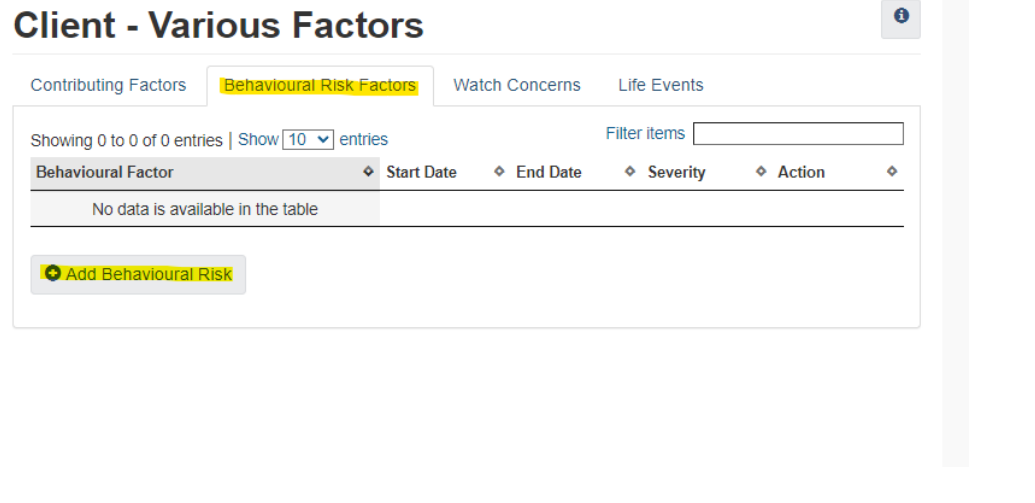 Client - Various Factors
Contributing Factors Behavioural Risk Factors Watch Concerns Life Events
Showing 0 to 0 of 0 entries | Show 10 entries Filter items
Behavioural Factor Start Date End Date Severity Action
No data is available in the table
Add Behavioural Risk